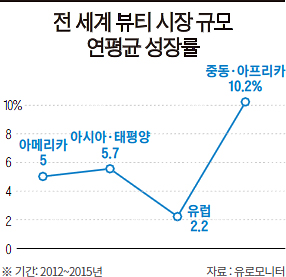 전 세계 뷰티 시장 규모
연평균 성장률
중동·아프리카
10.2%
10%
아메리카
5
아시아·태평양
5.7
8
6
4
유럽
2.2
2
0
※ 기간: 2012~2015년
자료: 유로모니터